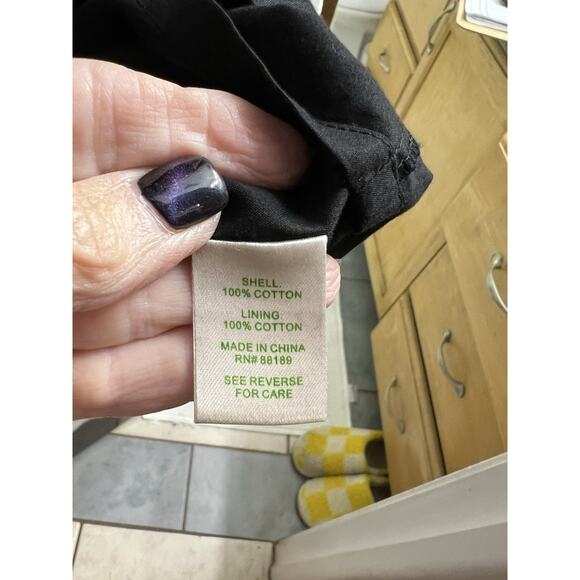 SHELL:
100% COTTON
LINING:
100% COTTON
MADE IN CHINA
RN# 88189
SEE REVERSE
FOR CARE